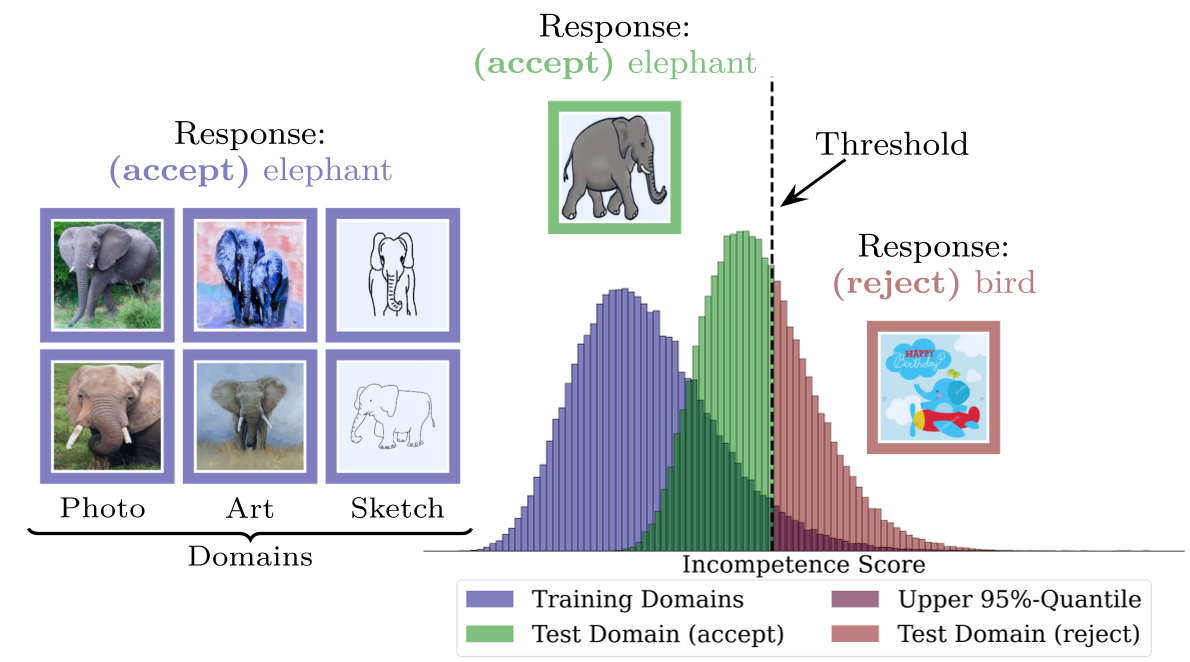 Response:
(accept) elephant
Response:
(accept) elephant
Threshold
Response:
(reject) bird
HAPPY
Birthday
Photo
Art
Sketch
Domains
Incompetence Score
Training Domains
Upper 95%-Quantile
Test Domain (accept)
Test Domain (reject)